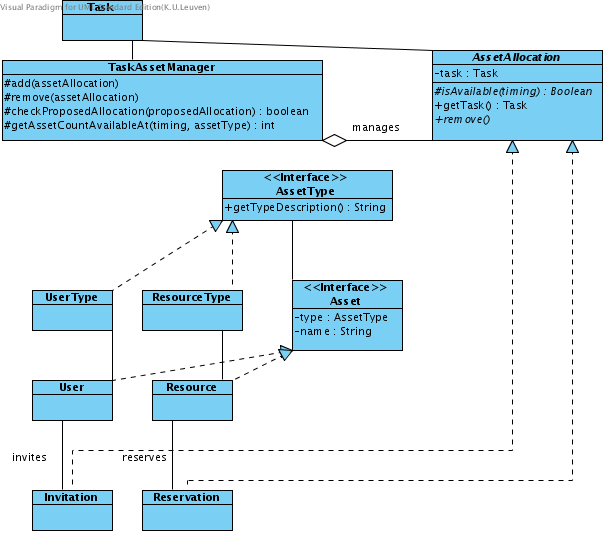 Visual Paradigm for UML Standard Edition(K.U.Leuven)
Task
TaskAssetManager
#add(assetAllocation)
#remove(assetAllocation)
#checkProposedAllocation(proposedAllocation) : boolean
#getAssetCountAvailableAt(timing, assetType) : int
AssetAllocation
-task : Task
#isAvailable(timing) : Boolean
+getTask() : Task
+remove()
manages
<<Interface>>
AssetType
+getTypeDescription() : String
UserType
ResourceType
<<Interface>>
Asset
-type : AssetType
-name : String
User
Resource
invites
reserves
Invitation
Reservation